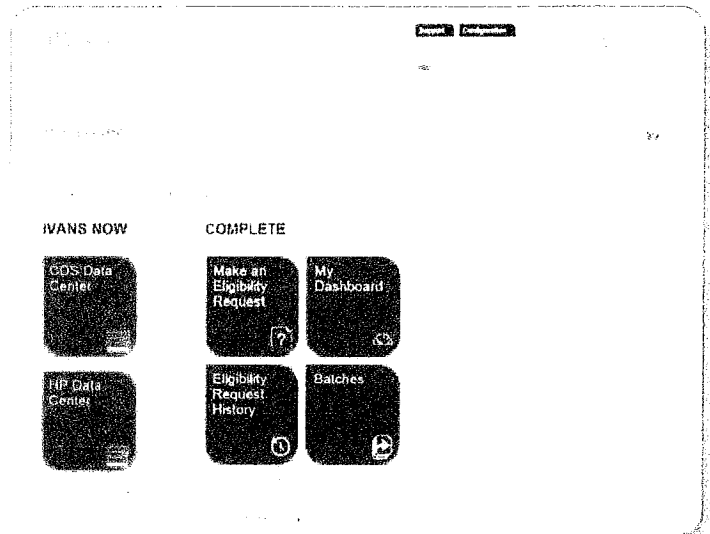 IVANS NOW
COMPLETE
CDS Data
Center
Make an
Eligibility
Request
My
Dashboard
HP Data
Center
Eligibility
Request
History
Batches